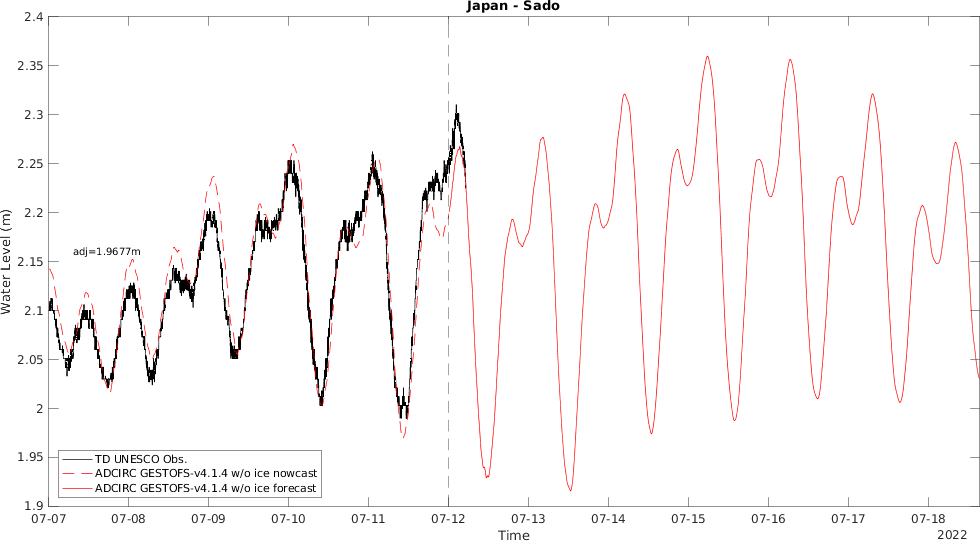 Japan - Sado
2.4
2.35
2.3
2.25
2.2
2.15
2.1
2.05
2
1.95
1.9
Water Level (m)
adj=1.9677m
TD UNESCO Obs.
ADCIRC GESTOFS-v4.1.4 w/o ice nowcast
ADCIRC GESTOFS-v4.1.4 w/o ice forecast
07-07 07-08 07-09 07-10 07-11 07-12 07-13 07-14 07-15 07-16 07-17 07-18
Time
2022